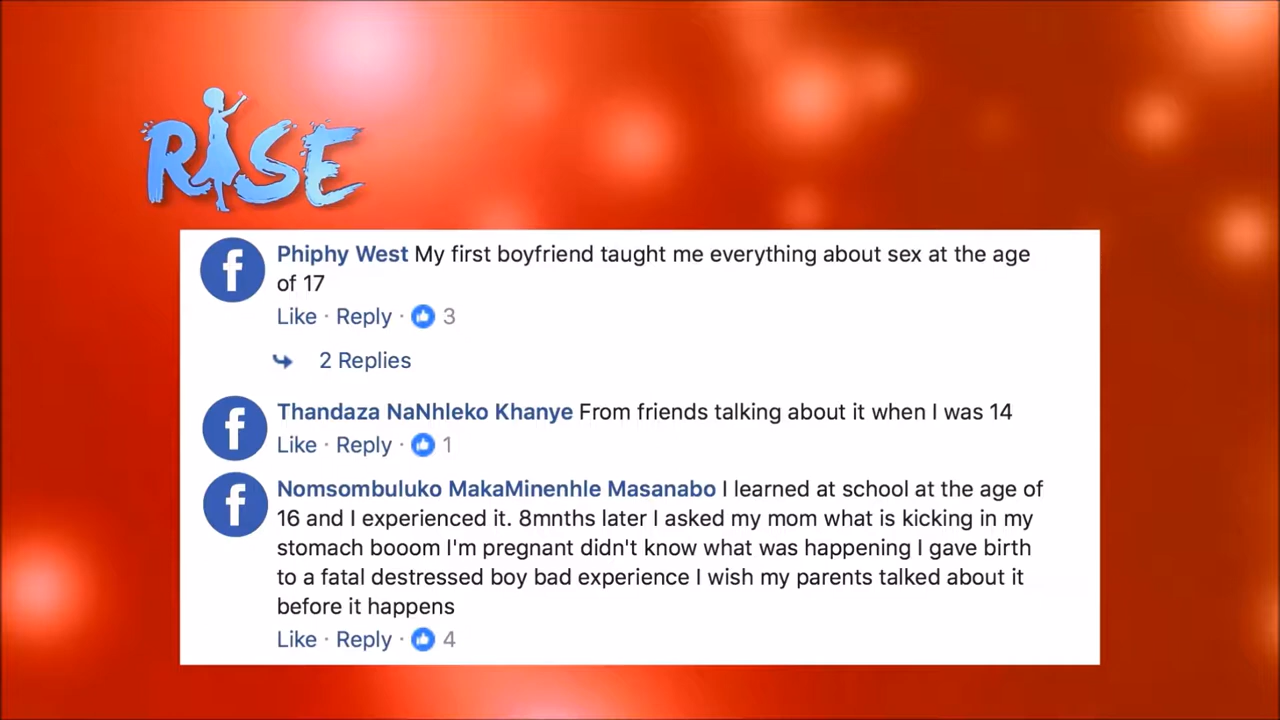 RISE
Phiphy West My first boyfriend taught me everything about sex at the age
of 17
Like · Reply · 3
2 Replies
Thandaza NaNhleko Khanye From friends talking about it when I was 14
Like · Reply · 1
Nomsombuluko MakaMinenhle Masanabo I learned at school at the age of
16 and I experienced it. 8mnths later I asked my mom what is kicking in my
stomach booom I'm pregnant didn't know what was happening I gave birth
to a fatal destressed boy bad experience I wish my parents talked about it
before it happens
Like · Reply · 4